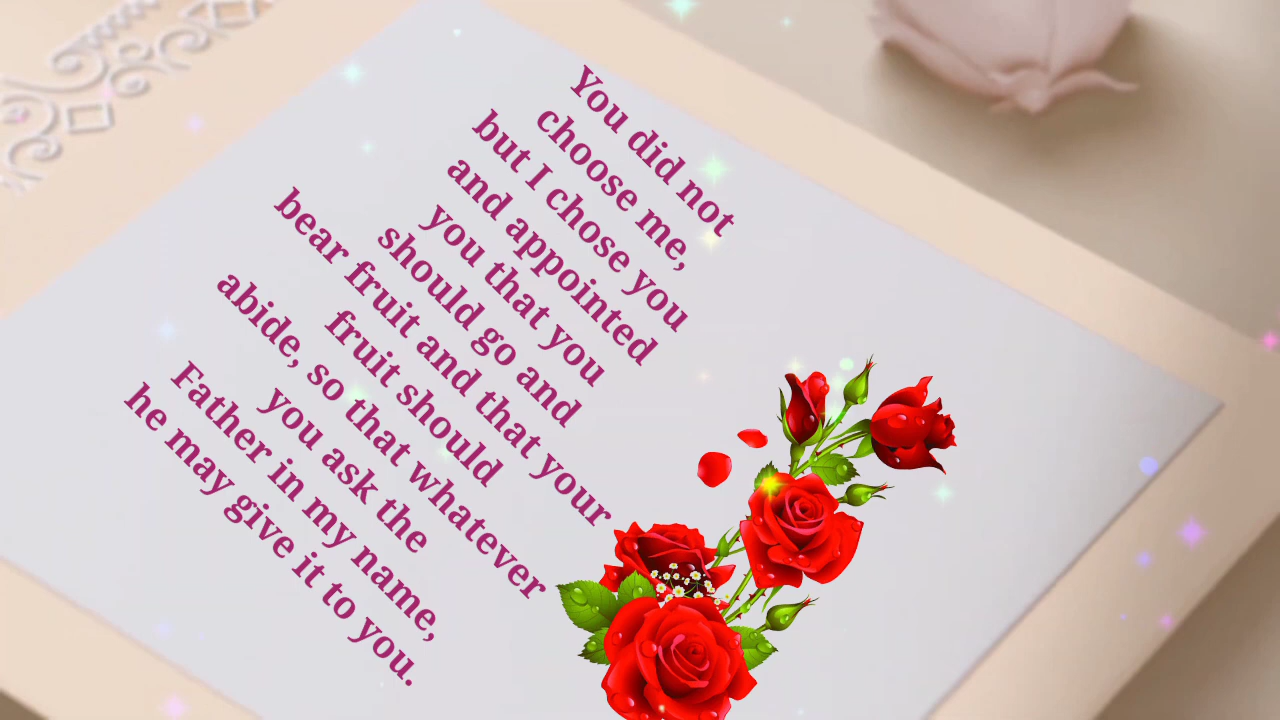 You did not
choose me,
but I chose you
and appointed
you that you
should go and
bear fruit and that your
fruit should
abide, so that whatever
you ask the
Father in my name,
he may give it to you.